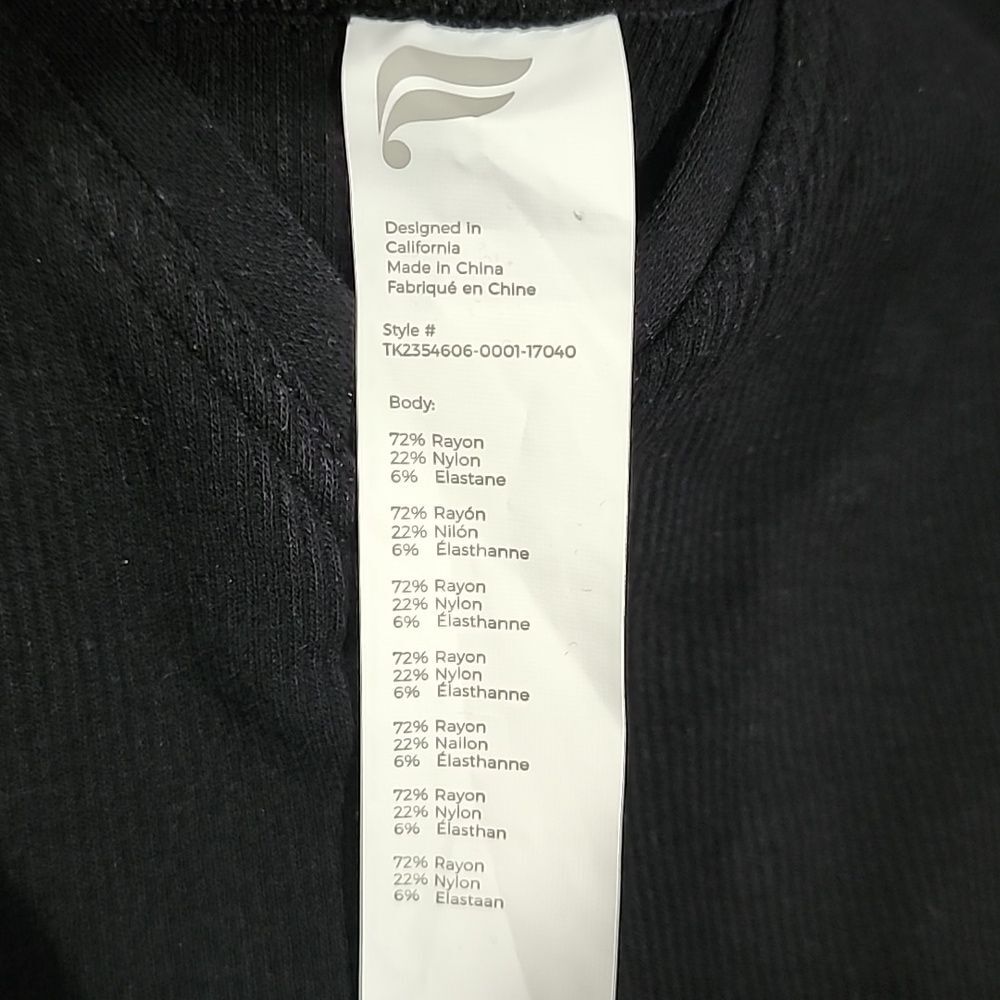 Designed in
California
Made in China
Fabriqué en Chine
Style #
TK2354606-0001-17040
Body:
72% Rayon
22% Nylon
6% Elastane
72% Rayón
22% Nilón
6% Élasthanne
72% Rayon
22% Nylon
6% Élasthanne
72% Rayon
22% Nylon
6% Élasthanne
72% Rayon
22% Nailon
6% Élasthanne
72% Rayon
22% Nylon
6% Élasthan
72% Rayon
22% Nylon
6% Elastaan